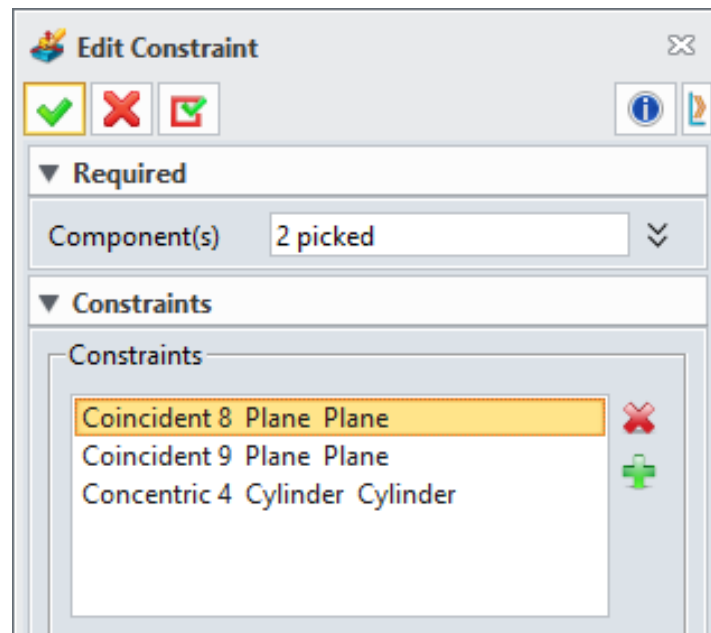 Edit Constraint
Required
Component(s) 2 picked
Constraints
Constraints
Coincident 8 Plane Plane
Coincident 9 Plane Plane
Concentric 4 Cylinder Cylinder